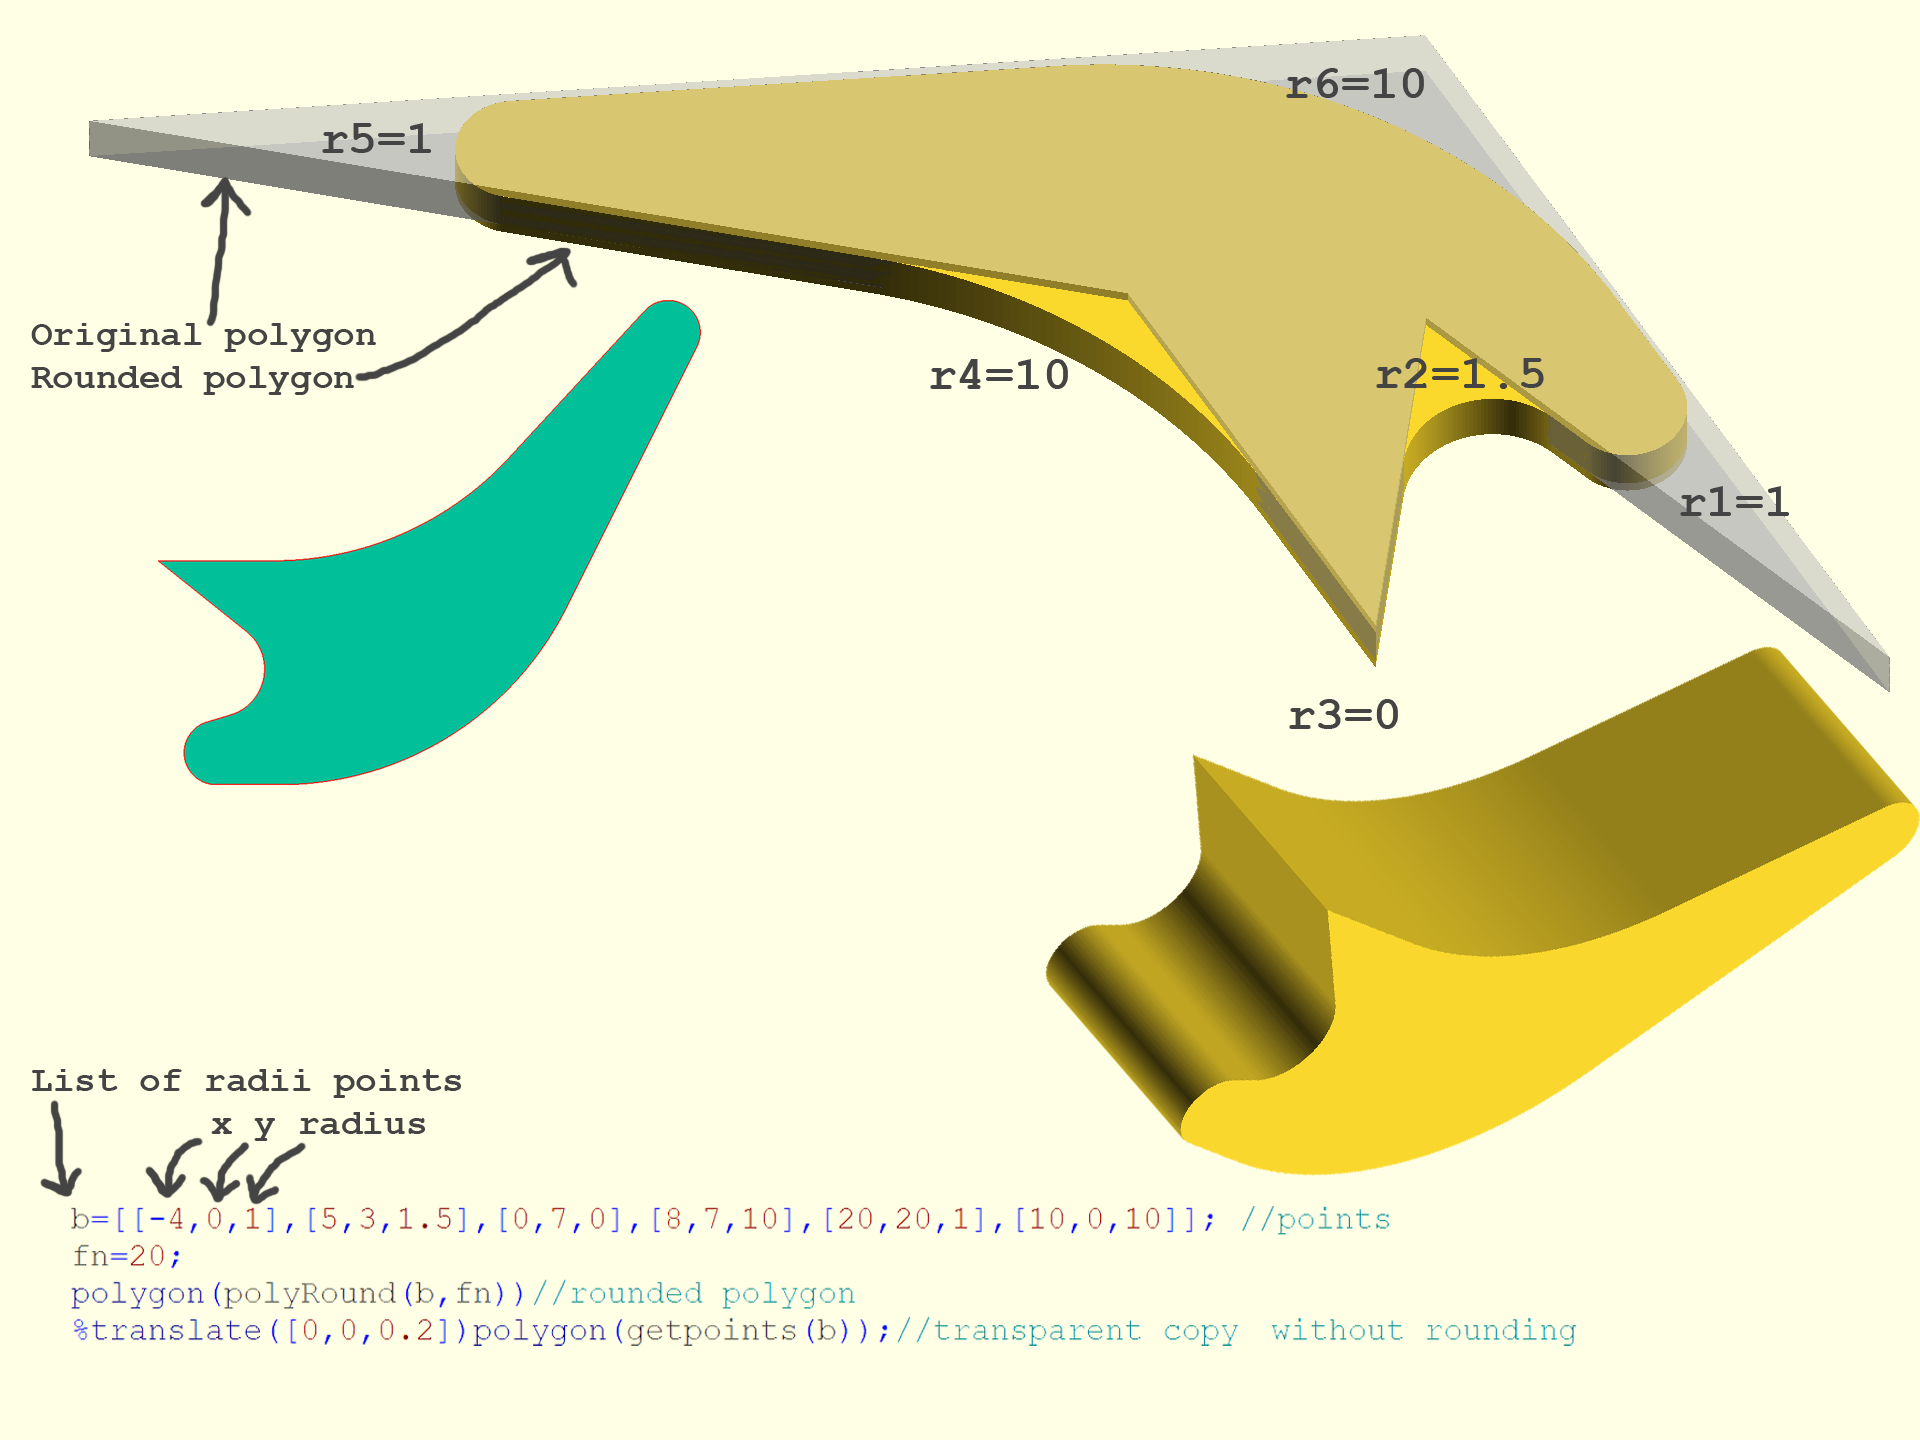 r6=10
r5=1
Original polygon
Rounded polygon
r4=10
r2=1.5
r1=1
r3=0
List of radii points
x y radius
b=[[-4,0,1],[5,3,1.5],[0,7,0],[8,7,10],[20,20,1],[10,0,10]]; //points
fn=20;
polygon(polyRound(b,fn))//rounded polygon
%translate([0,0,0.2])polygon(getpoints(b));//transparent copy without rounding